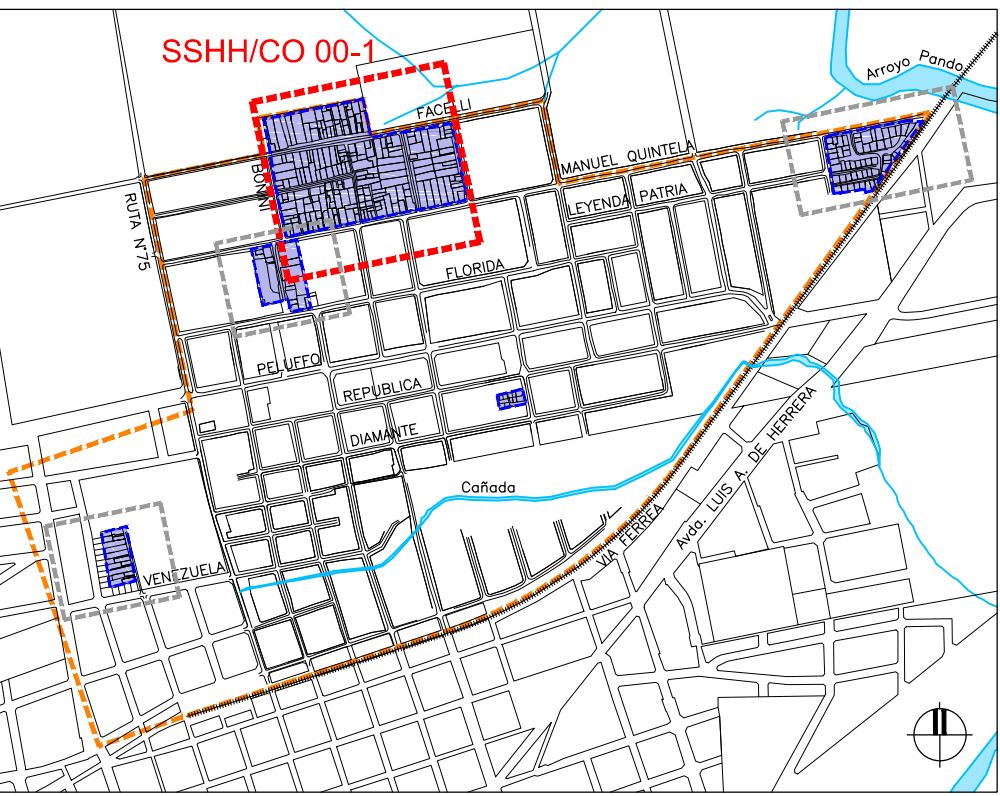 SSHH/CO 00-1
Arroyo Pando
FACELLI
MANUEL QUINTELA
BONINI
LEYENDA PATRIA
RUTA N°75
FLORIDA
PELUFFO
REPUBLICA
DIAMANTE
Avda. LUIS A. DE HERRERA
Cañada
VIA FERREA
VENEZUELA